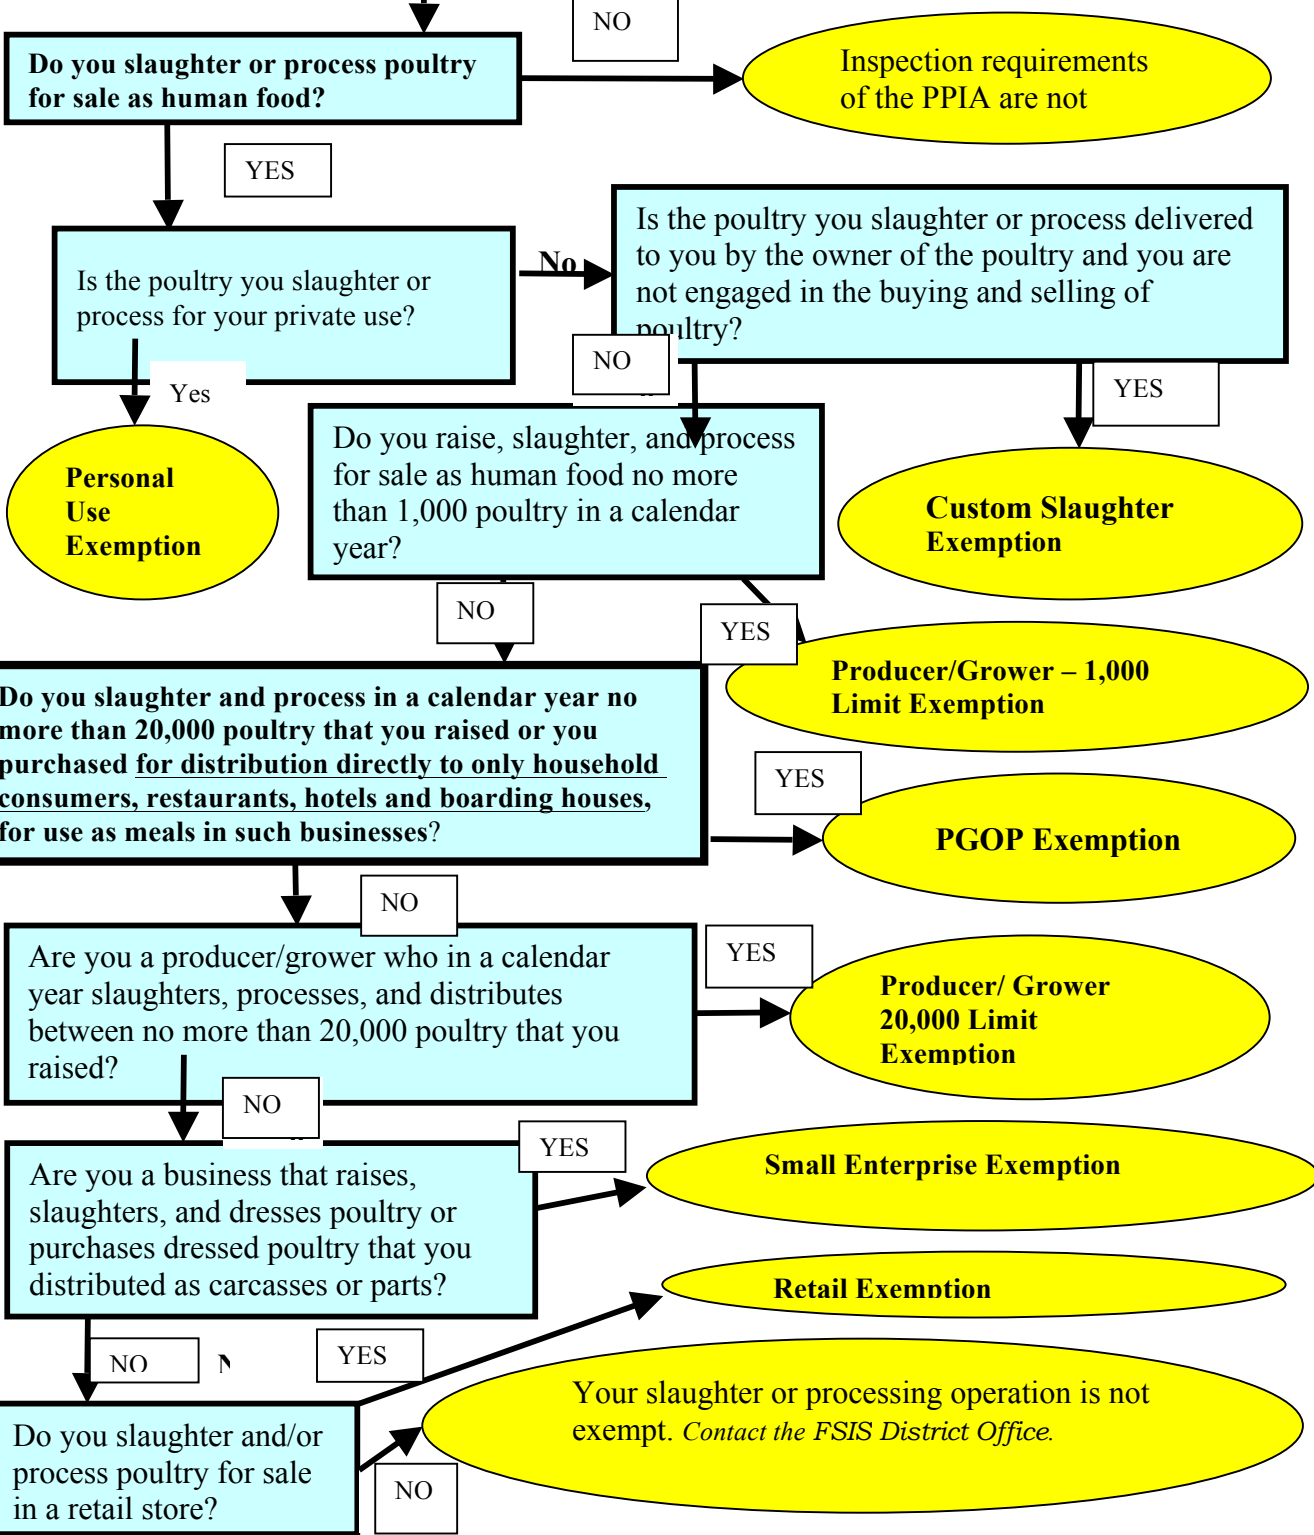 NO
Do you slaughter or process poultry
for sale as human food?
Inspection requirements
of the PPIA are not
YES
Is the poultry you slaughter or
process for your private use?
No
Is the poultry you slaughter or process delivered
to you by the owner of the poultry and you are
not engaged in the buying and selling of
poultry?
NO
YES
Yes
Personal
Use
Exemption
Do you raise, slaughter, and process
for sale as human food no more
than 1,000 poultry in a calendar
year?
Custom Slaughter
Exemption
NO
YES
Producer/Grower – 1,000
Limit Exemption
Do you slaughter and process in a calendar year no
more than 20,000 poultry that you raised or you
purchased for distribution directly to only household
consumers, restaurants, hotels and boarding houses,
for use as meals in such businesses?
YES
PGOP Exemption
NO
Are you a producer/grower who in a calendar
year slaughters, processes, and distributes
between no more than 20,000 poultry that you
raised?
YES
Producer/ Grower
20,000 Limit
Exemption
NO
Are you a business that raises,
slaughters, and dresses poultry or
purchases dressed poultry that you
distributed as carcasses or parts?
YES
Small Enterprise Exemption
Retail Exemption
NO
YES
Do you slaughter and/or
process poultry for sale
in a retail store?
NO
Your slaughter or processing operation is not
exempt. Contact the FSIS District Office.